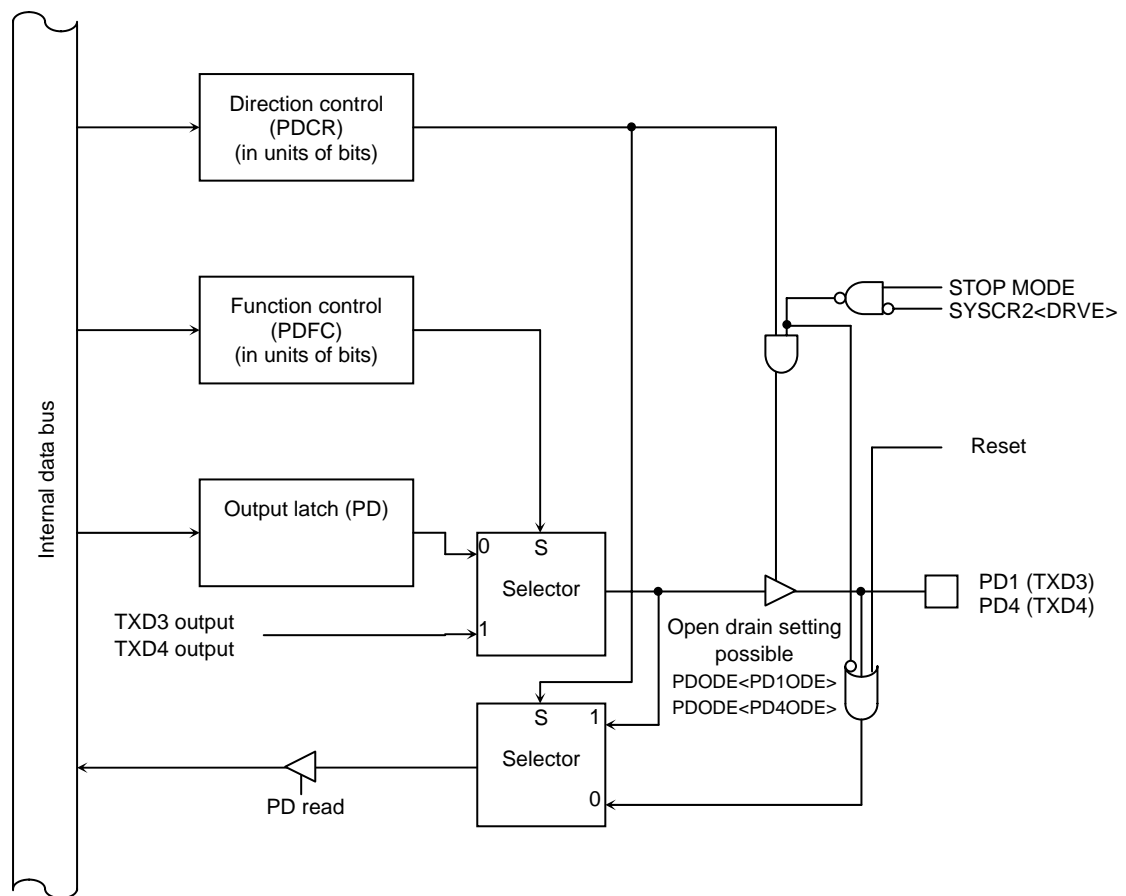 Direction control
(PDCR)
(in units of bits)
Function control
(PDFC)
(in units of bits)
STOP MODE
SYSCR2<DRVE>
Internal data bus
Reset
Output latch (PD)
0
S
Selector
1
TXD3 output
TXD4 output
PD1 (TXD3)
PD4 (TXD4)
Open drain setting
possible
PDODE<PD1ODE>
PDODE<PD4ODE>
S
1
Selector
0
PD read